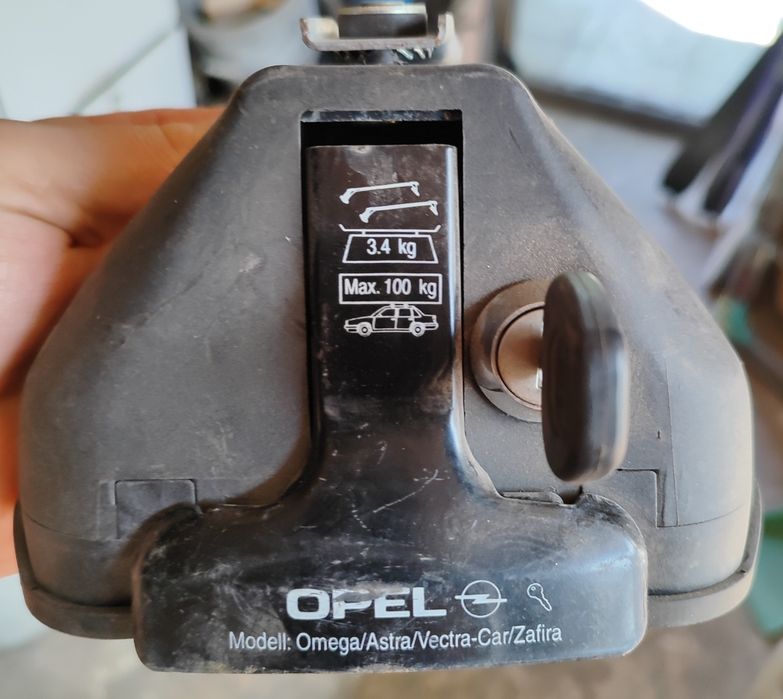 3.4 kg
Max. 100 kg
OPEL
Modell: Omega/Astra/Vectra-Car/Zafira